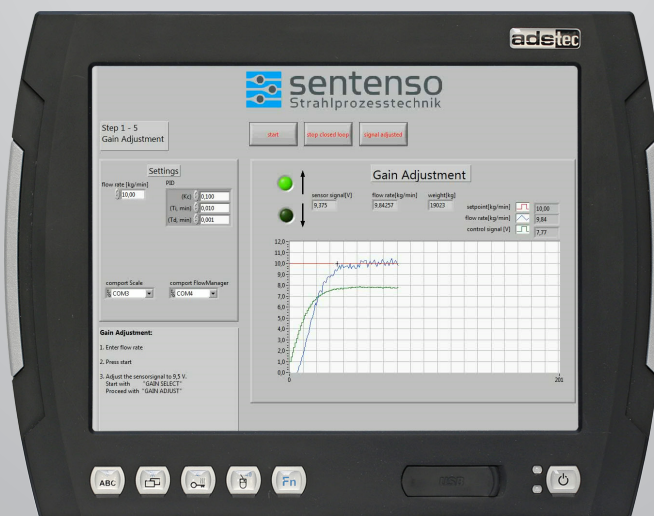 adstec
sentenso
Strahlprozesstechnik
Step 1 - 5
Gain Adjustment
start
stop closed loop
signal adjusted
Settings
flow rate [kg/min]
10,00
PID
(Kc) 0,100
(Ti, min) 0,010
(Td, min) 0,001
comport Scale
COM3
comport FlowManager
COM4
Gain Adjustment:
1. Enter flow rate
2. Press start
3. Adjust the sensorsignal to 9,5 V.
Start with "GAIN SELECT"
Proceed with "GAIN ADJUST"
Gain Adjustment
sensor signal[V]
9,375
flow rate[kg/min]
9,84257
weight[kg]
19023
setpoint[kg/min] 10,00
flow rate[kg/min] 9,84
control signal [V] 7,77
12,0
11,0
10,0
9,0
8,0
7,0
6,0
5,0
4,0
3,0
2,0
1,0
0,0
0
201
ABC
Fn